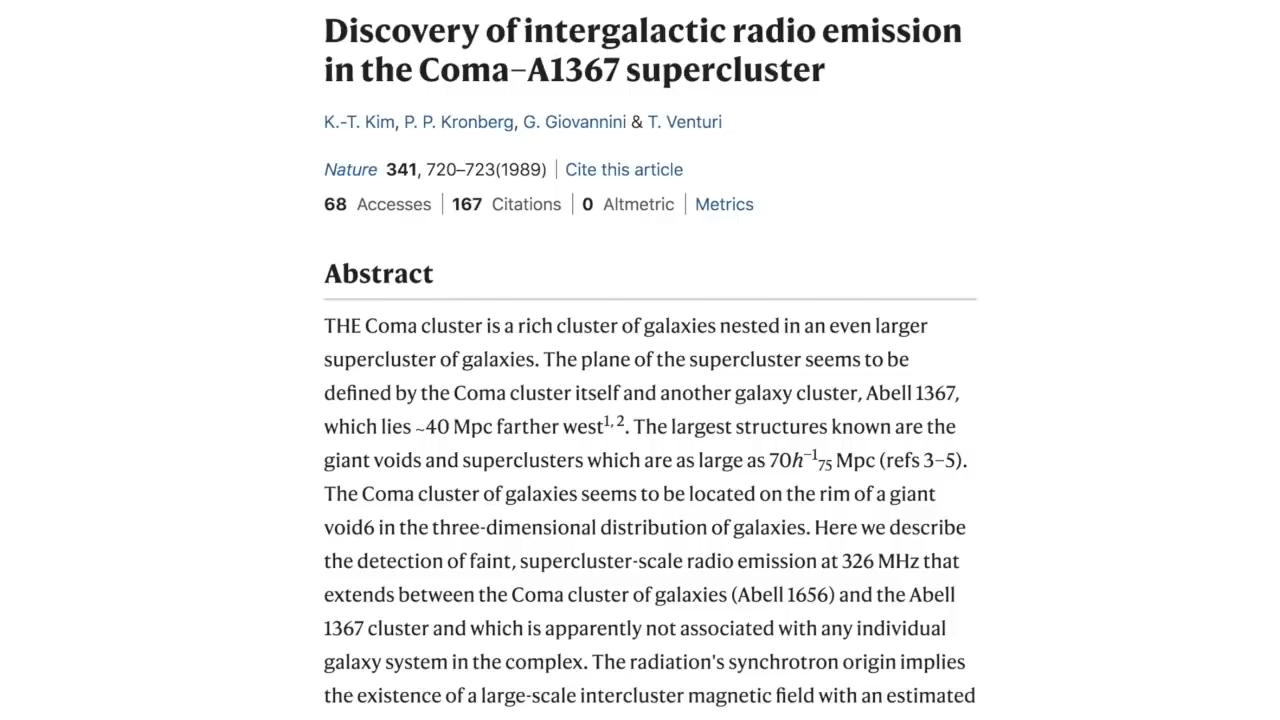 Discovery of intergalactic radio emission
in the Coma–A1367 supercluster
K.-T. Kim, P. P. Kronberg, G. Giovannini & T. Venturi
Nature 341, 720–723(1989) | Cite this article
68 Accesses | 167 Citations | 0 Altmetric | Metrics
Abstract
THE Coma cluster is a rich cluster of galaxies nested in an even larger
supercluster of galaxies. The plane of the supercluster seems to be
defined by the Coma cluster itself and another galaxy cluster, Abell 1367,
which lies ~40 Mpc farther west1, 2. The largest structures known are the
giant voids and superclusters which are as large as 70h−175 Mpc (refs 3–5).
The Coma cluster of galaxies seems to be located on the rim of a giant
void6 in the three-dimensional distribution of galaxies. Here we describe
the detection of faint, supercluster-scale radio emission at 326 MHz that
extends between the Coma cluster of galaxies (Abell 1656) and the Abell
1367 cluster and which is apparently not associated with any individual
galaxy system in the complex. The radiation's synchrotron origin implies
the existence of a large-scale intercluster magnetic field with an estimated